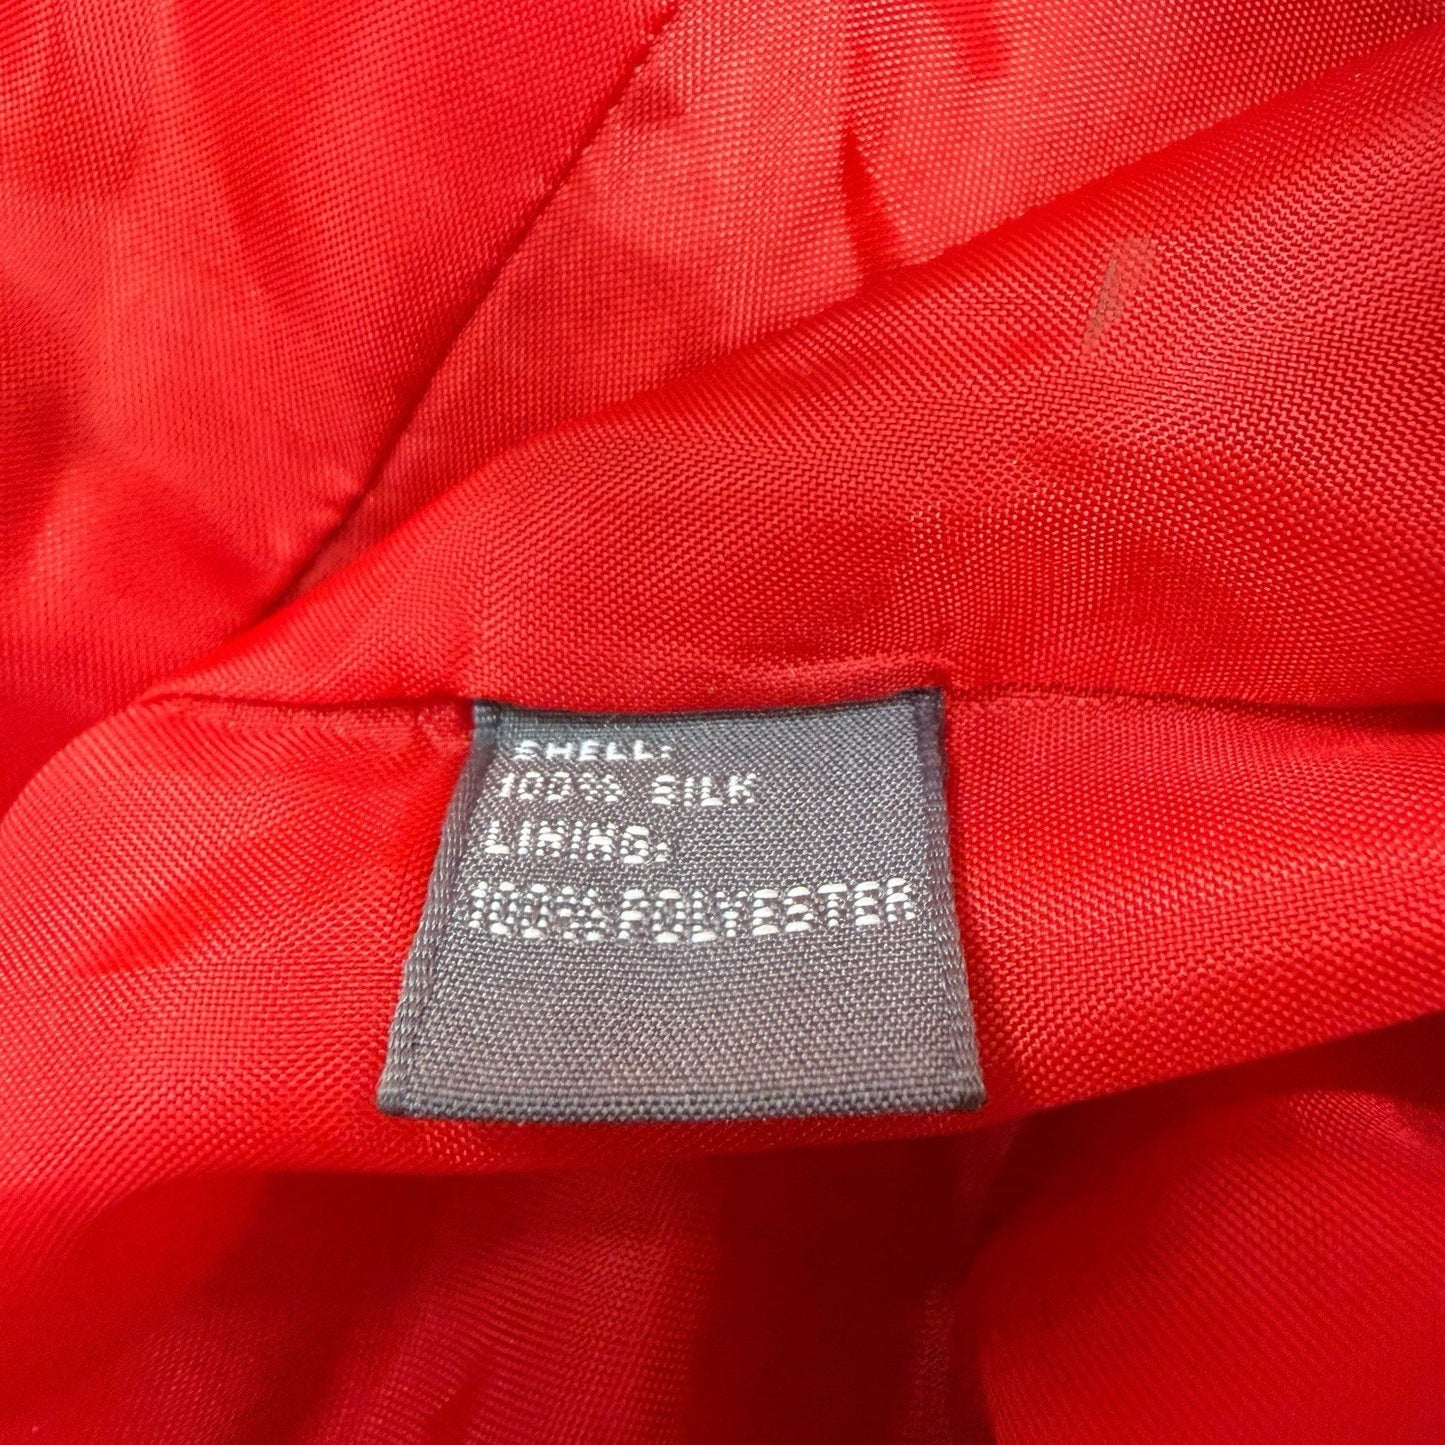 SHELL:
100% SILK
LINING:
100% POLYESTER